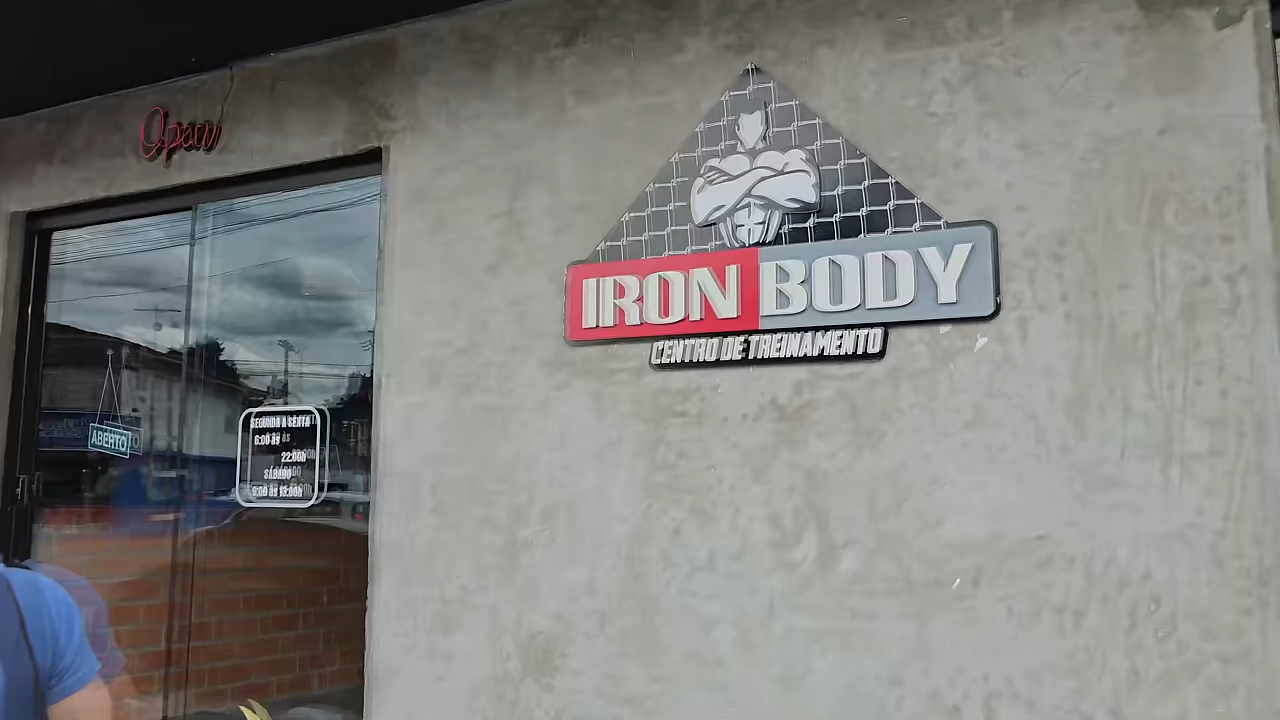 Open
IRON BODY
CENTRO DE TREINAMENTO
ABERTO
SEGUNDA A SEXTA
6:00 às
22:00h
SÁBADO
9:00 às 13:00h